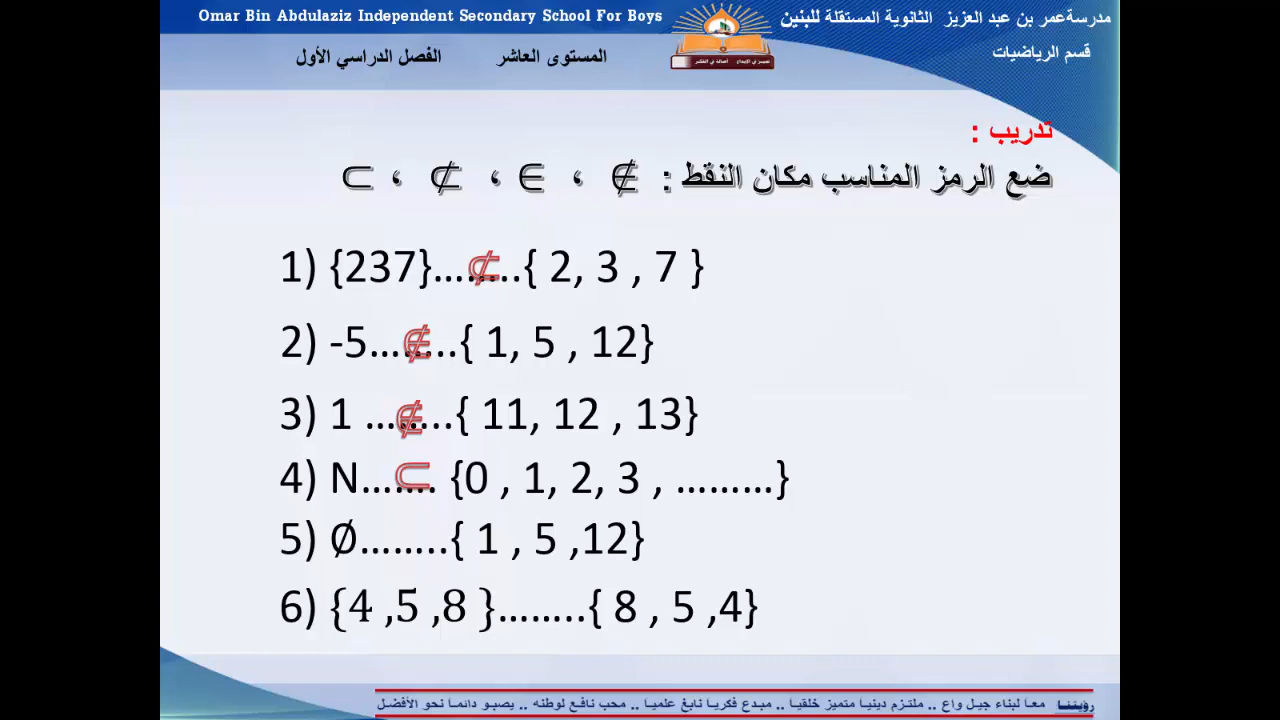 Omar Bin Abdulaziz Independent Secondary School For Boys
مدرسةعمر بن عبد العزيز الثانوية المستقلة للبنين
قسم الرياضيات
المستوى العاشر
الفصل الدراسي الأول
تدريب :
ضع الرمز المناسب مكان النقط : ∉ ، ∈ ، ⊄ ، ⊂
1) {237}...⊄...{ 2, 3 , 7 }
2) -5...∉...{ 1, 5 , 12}
3) 1 ...∉...{ 11, 12 , 13}
4) N...⊂... {0 , 1, 2, 3 , ………}
5) Ø……..{ 1 , 5 ,12}
6) {4 ,5 ,8 }……..{ 8 , 5 ,4}
رؤيتنا معا لبناء جيل واع .. ملتزم دينيا متميز خلقيا .. مبدع فكريا نابغ علميا .. محب نافع لوطنه .. يصبو دائما نحو الأفضل